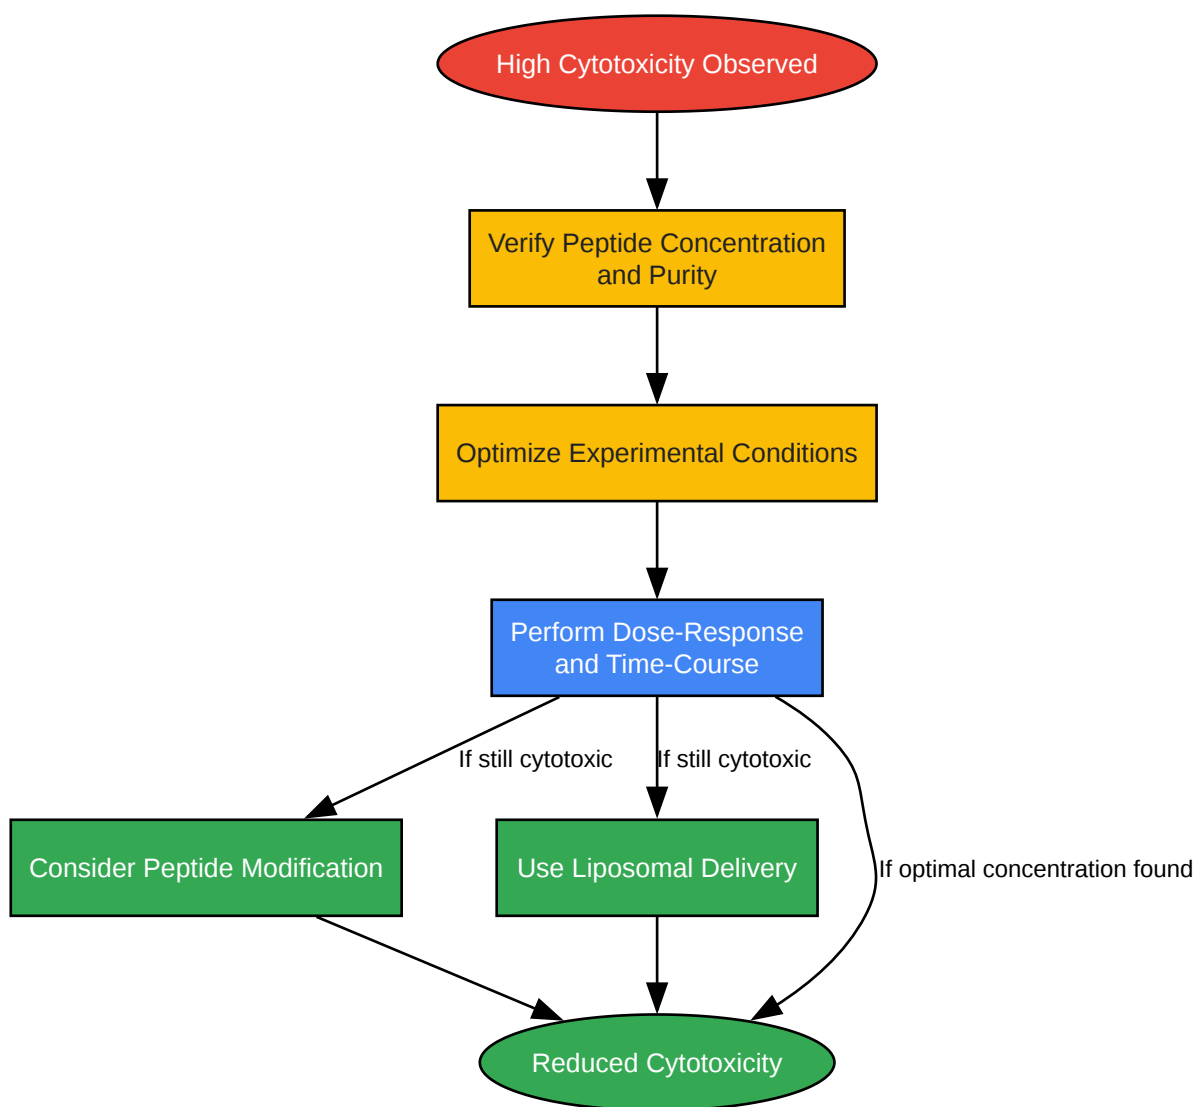 High Cytotoxicity Observed
Verify Peptide Concentration
and Purity
Optimize Experimental Conditions
Perform Dose-Response
and Time-Course
If still cytotoxic
If still cytotoxic
Consider Peptide Modification
Use Liposomal Delivery
If optimal concentration found
Reduced Cytotoxicity